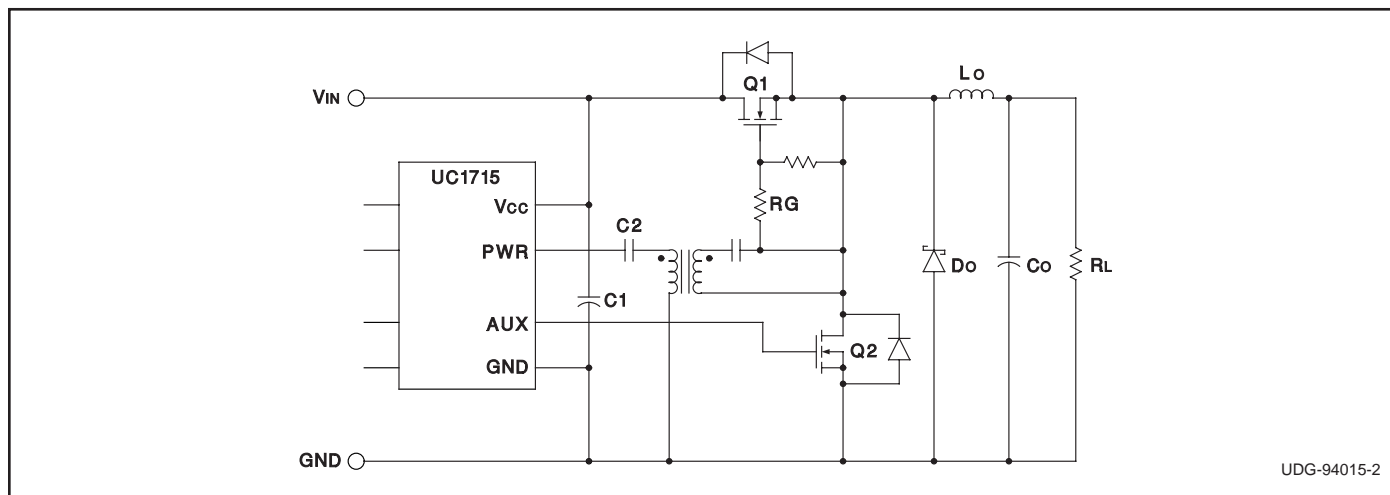 Q1
LO
VIN
UC1715
VCC
RG
C2
PWR
DO
CO
RL
C1
AUX
Q2
GND
GND
UDG-94015-2